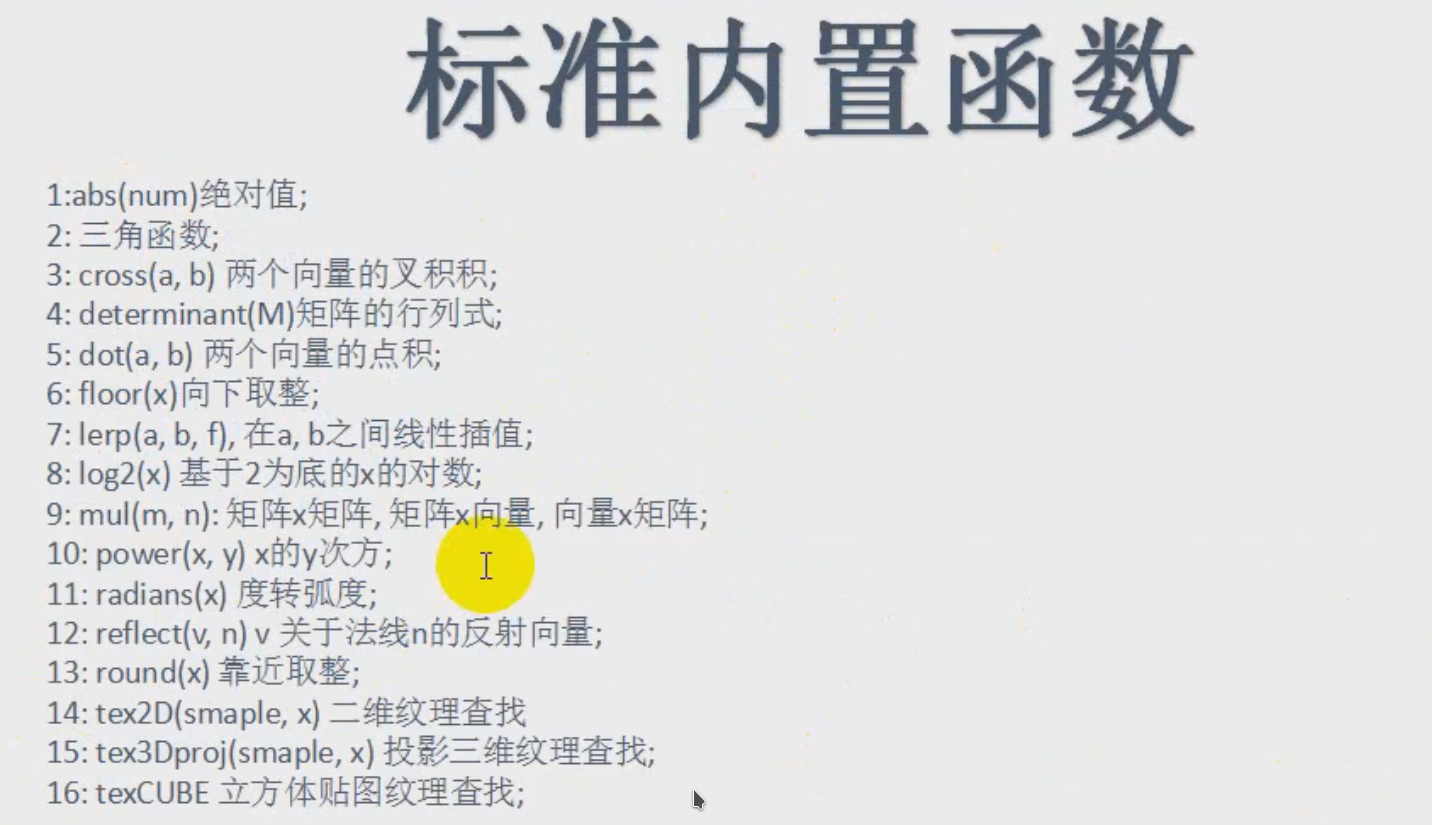 标准内置函数
1:abs(num)绝对值;
2: 三角函数;
3: cross(a, b) 两个向量的叉积积;
4: determinant(M)矩阵的行列式;
5: dot(a, b) 两个向量的点积;
6: floor(x)向下取整;
7: lerp(a, b, f), 在a, b之间线性插值;
8: log2(x) 基于2为底的x的对数;
9: mul(m, n): 矩阵x矩阵, 矩阵x向量, 向量x矩阵;
10: power(x, y) x的y次方;
11: radians(x) 度转弧度;
12: reflect(v, n) v 关于法线n的反射向量;
13: round(x) 靠近取整;
14: tex2D(smaple, x) 二维纹理查找
15: tex3Dproj(smaple, x) 投影三维纹理查找;
16: texCUBE 立方体贴图纹理查找;